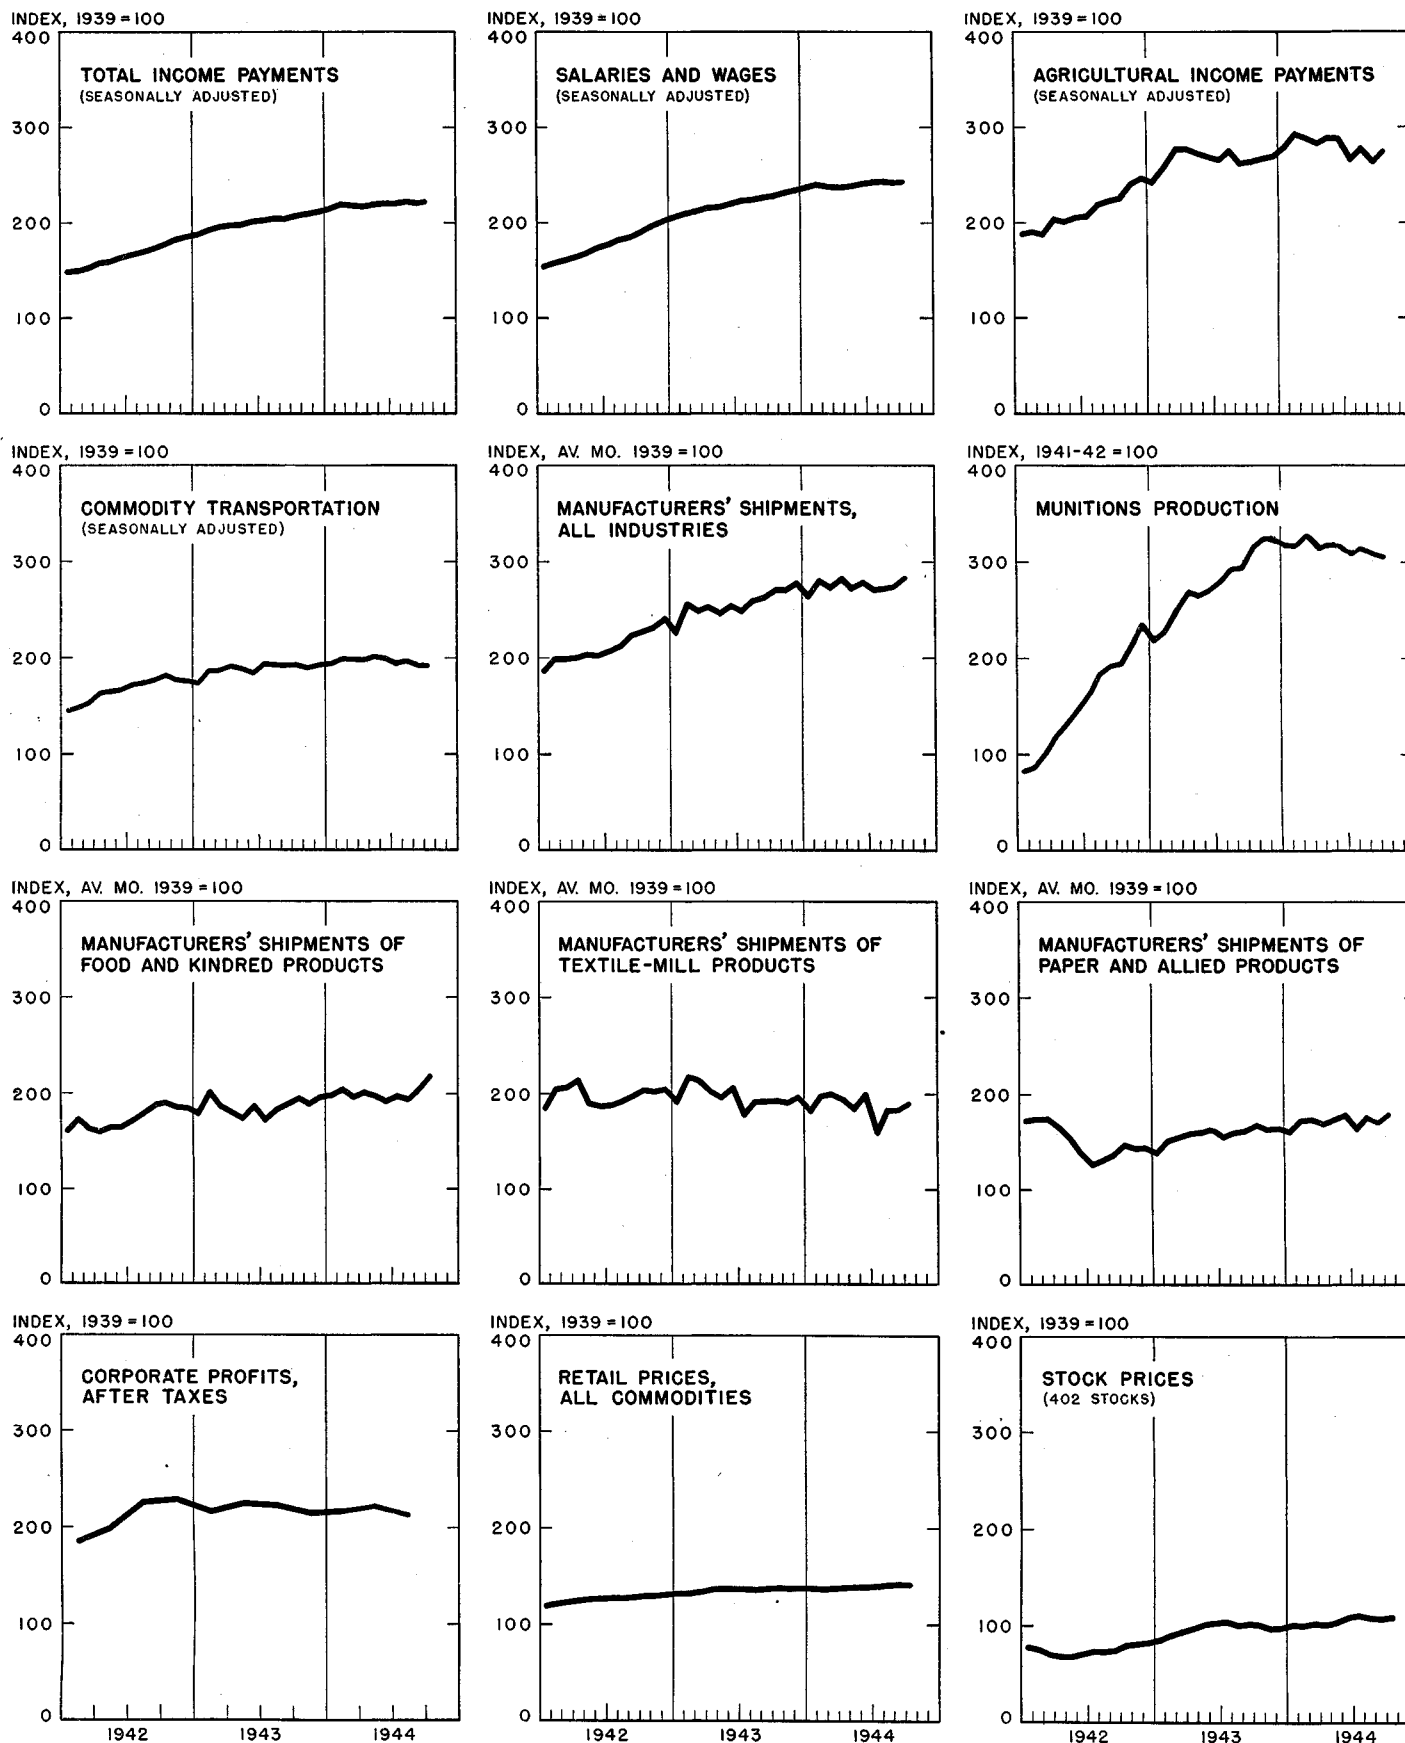 INDEX, 1939 = 100
400
300
200
100
0
TOTAL INCOME PAYMENTS
(SEASONALLY ADJUSTED)
INDEX, 1939 = 100
400
300
200
100
0
SALARIES AND WAGES
(SEASONALLY ADJUSTED)
INDEX, 1939 = 100
400
300
200
100
0
AGRICULTURAL INCOME PAYMENTS
(SEASONALLY ADJUSTED)
INDEX, 1939 = 100
400
300
200
100
0
COMMODITY TRANSPORTATION
(SEASONALLY ADJUSTED)
INDEX, AV. MO. 1939 = 100
400
300
200
100
0
MANUFACTURERS' SHIPMENTS,
ALL INDUSTRIES
INDEX, 1941-42 = 100
400
300
200
100
0
MUNITIONS PRODUCTION
INDEX, AV. MO. 1939 = 100
400
300
200
100
0
MANUFACTURERS' SHIPMENTS OF
FOOD AND KINDRED PRODUCTS
INDEX, AV. MO. 1939 = 100
400
300
200
100
0
MANUFACTURERS' SHIPMENTS OF
TEXTILE-MILL PRODUCTS
INDEX, AV. MO. 1939 = 100
400
300
200
100
0
MANUFACTURERS' SHIPMENTS OF
PAPER AND ALLIED PRODUCTS
INDEX, 1939 = 100
400
300
200
100
0
CORPORATE PROFITS,
AFTER TAXES
1942 1943 1944
INDEX, 1939 = 100
400
300
200
100
0
RETAIL PRICES,
ALL COMMODITIES
1942 1943 1944
INDEX, 1939 = 100
400
300
200
100
0
STOCK PRICES
(402 STOCKS)
1942 1943 1944